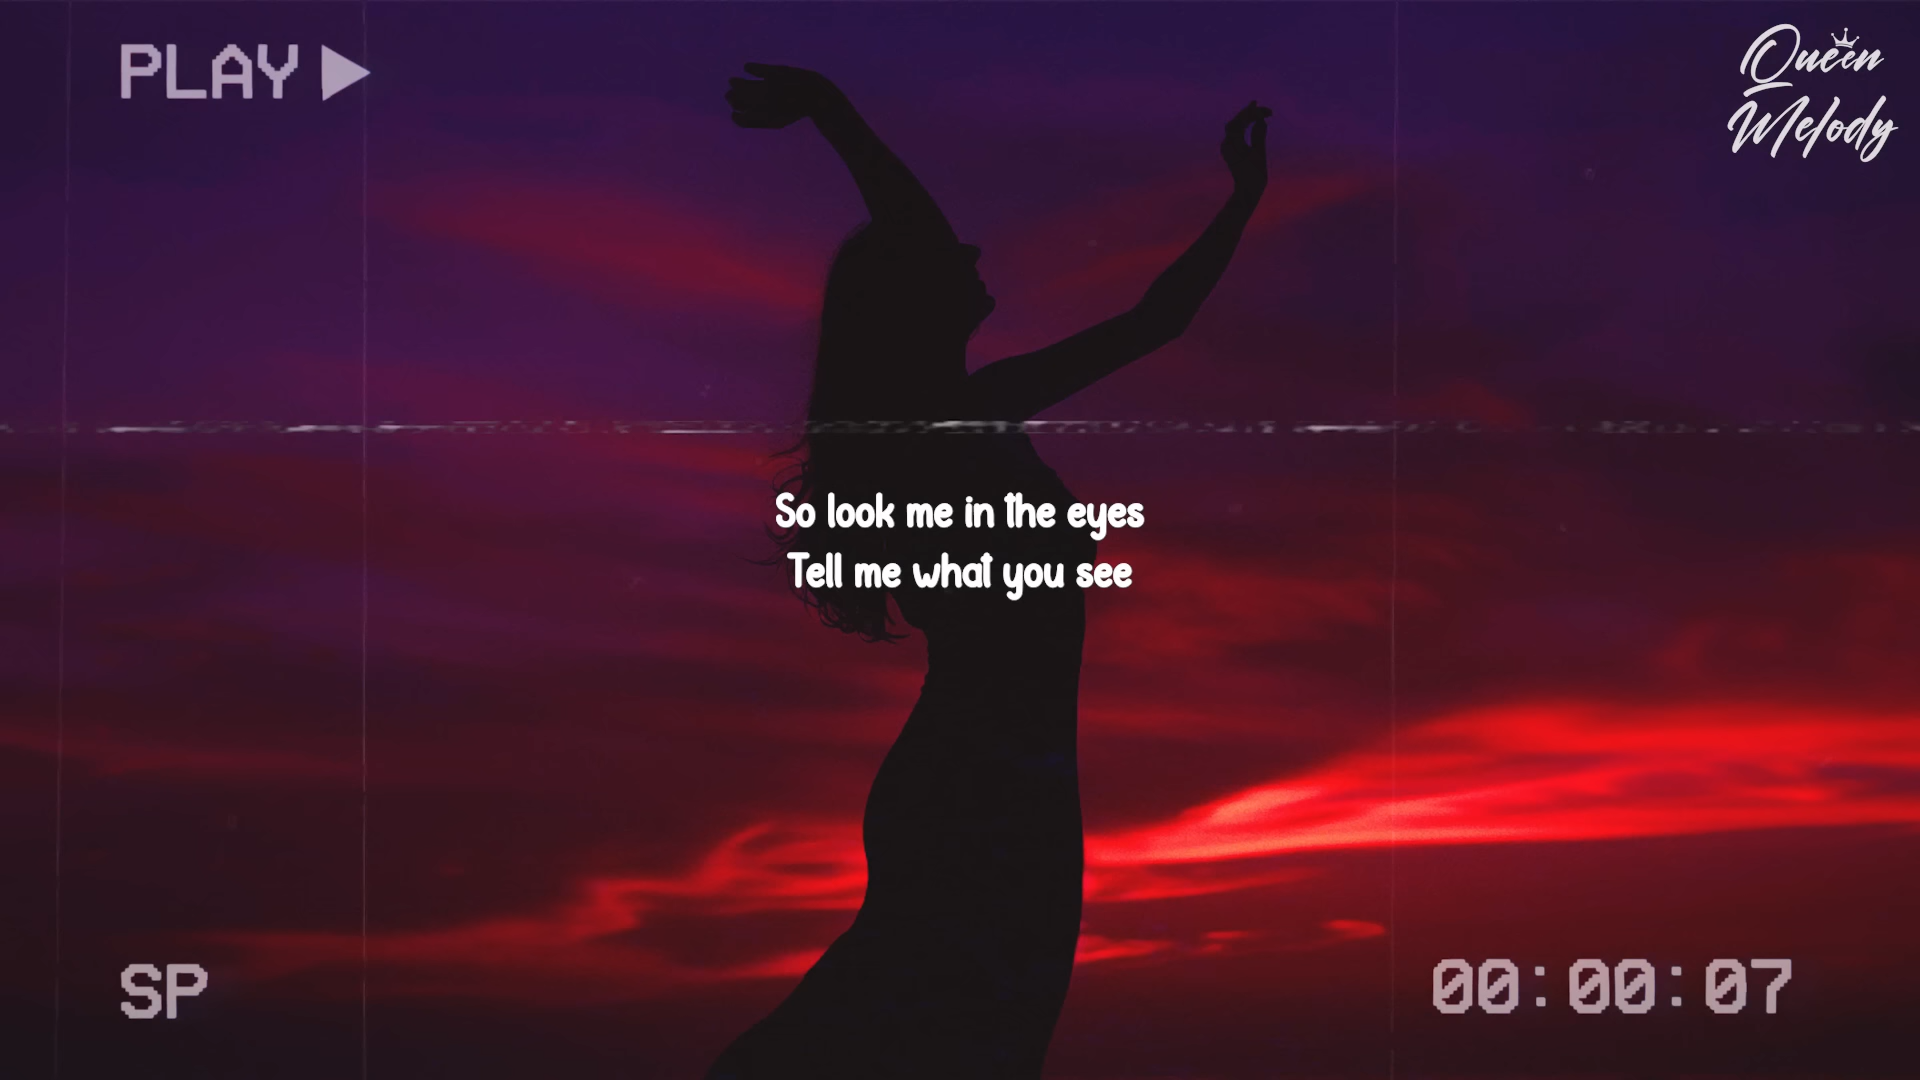 PLAY
Queen
Melody
So look me in the eyes
Tell me what you see
SP
00:00:07